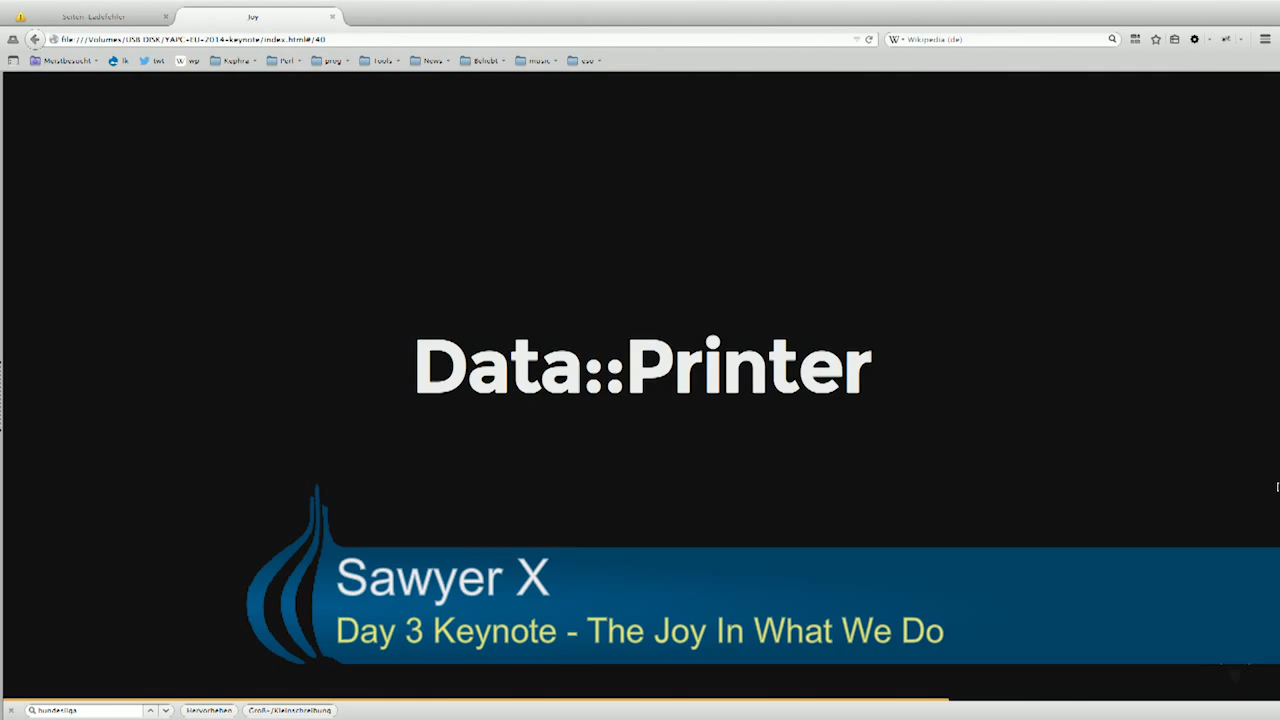 Seiten-Ladefehler
Joy
file:///Volumes/USB DISK/YAPC-EU-2014-keynote/index.html#/40
Wikipedia (de)
Meistbesucht
lk
twt
wp
Kephra
Perl
prog
Tools
News
Beliebt
music
eso
Data::Printer
Sawyer X
Day 3 Keynote - The Joy In What We Do
bundesliga
Hervorheben
Groß-/Kleinschreibung